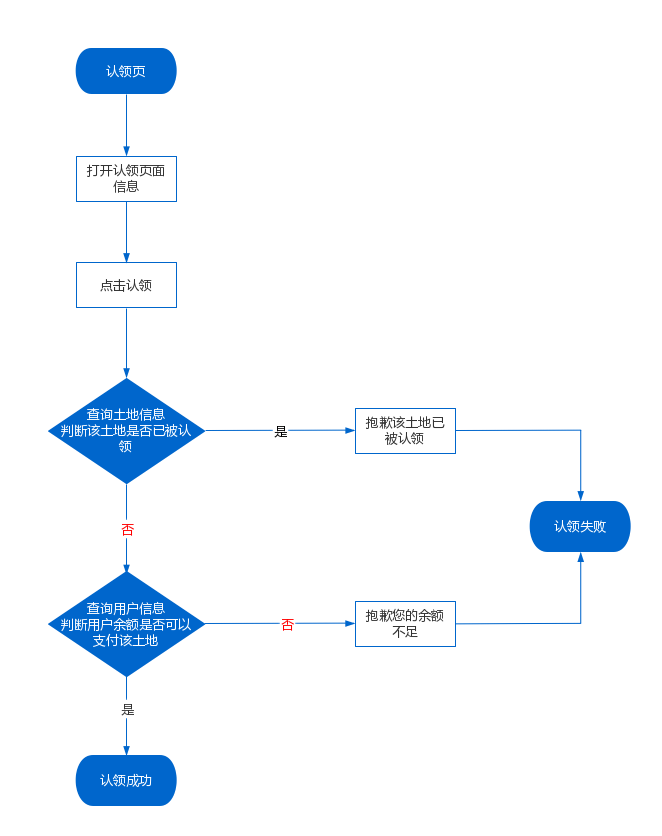 认领页
打开认领页面
信息
点击认领
查询土地信息
判断该土地是否已被认
领
是
抱歉该土地已
被认领
认领失败
否
查询用户信息
判断用户余额是否可以
支付该土地
否
抱歉您的余额
不足
是
认领成功